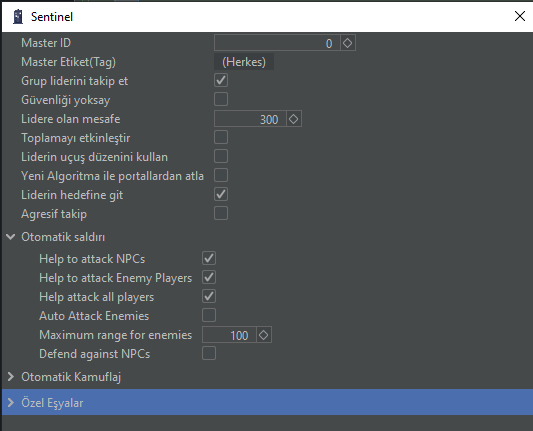 Sentinel
Master ID 0
Master Etiket(Tag) (Herkes)
Grup liderini takip et
Güvenliği yoksay
Lidere olan mesafe 300
Toplamayı etkinleştir
Liderin uçuş düzenini kullan
Yeni Algoritma ile portallardan atla
Liderin hedefine git
Agresif takip
Otomatik saldırı
Help to attack NPCs
Help to attack Enemy Players
Help attack all players
Auto Attack Enemies
Maximum range for enemies 100
Defend against NPCs
Otomatik Kamuflaj
Özel Eşyalar